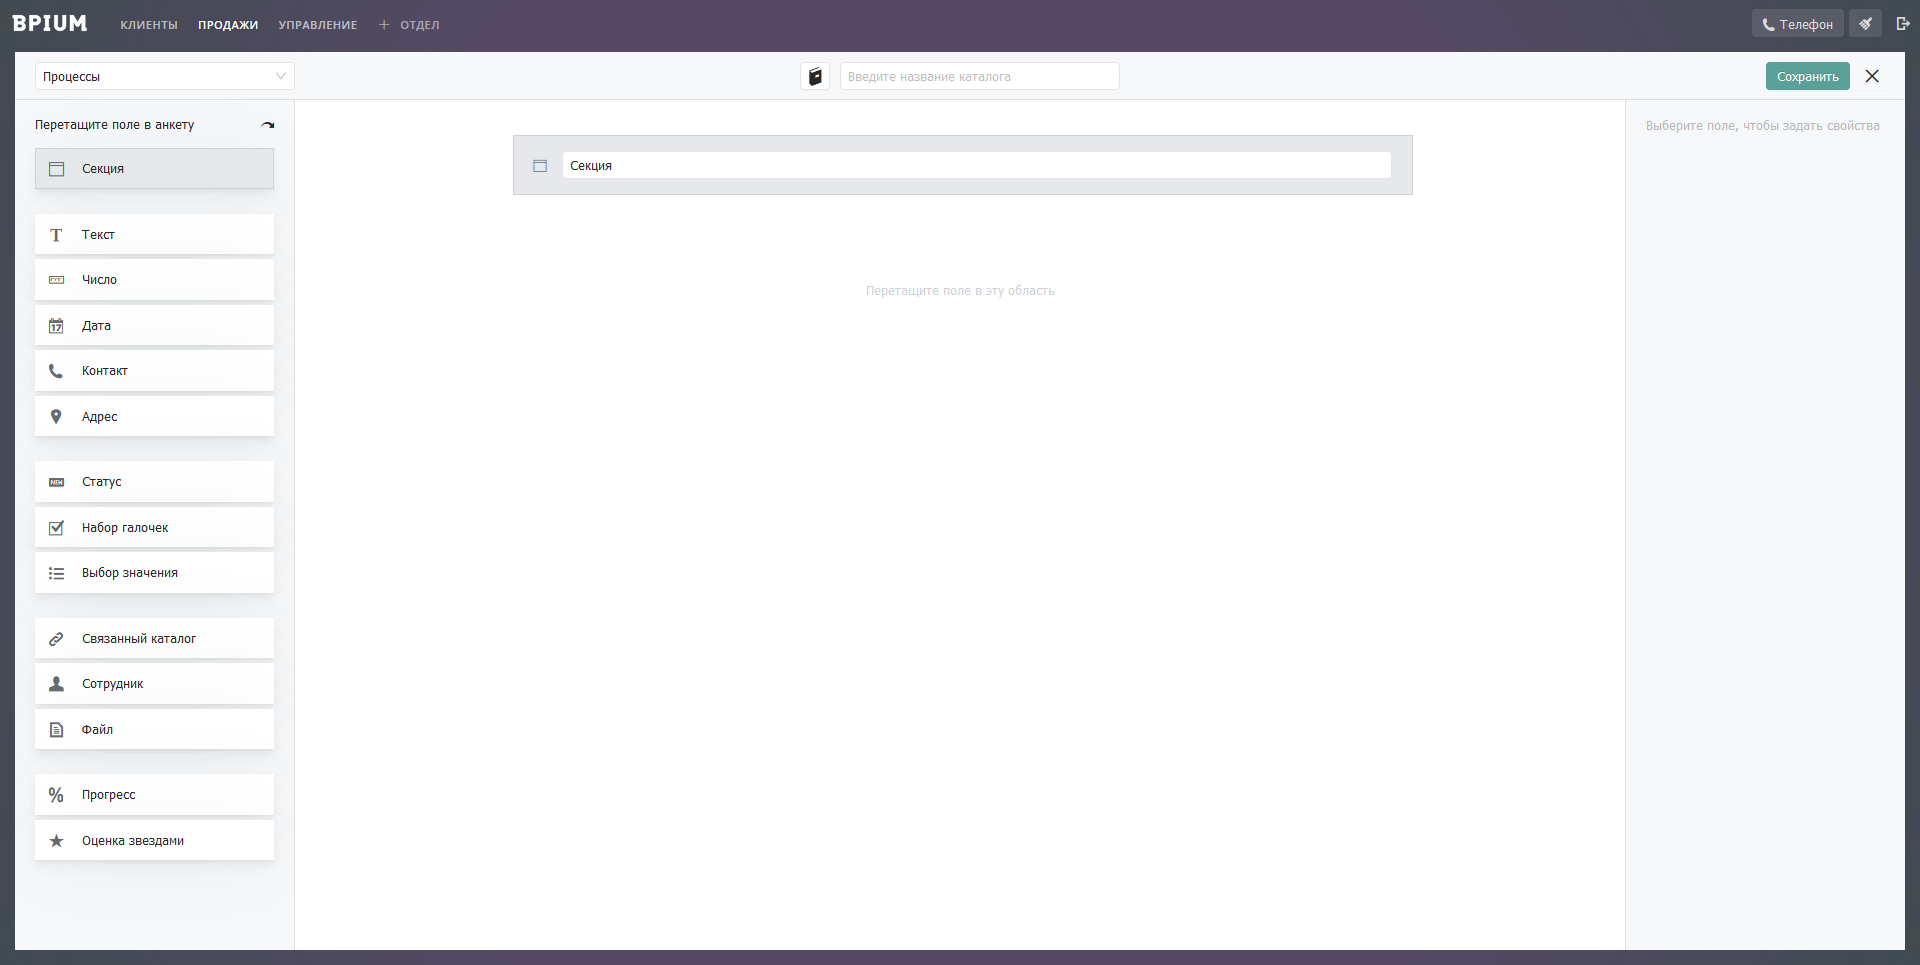 BPIUM КЛИЕНТЫ ПРОДАЖИ УПРАВЛЕНИЕ + ОТДЕЛ Телефон
Процессы Введите название каталога Сохранить
Перетащите поле в анкету Выберите поле, чтобы задать свойства
Секция
Секция
Текст
Число
Перетащите поле в эту область
17 Дата
Контакт
Адрес
NEW Статус
Набор галочек
Выбор значения
Связанный каталог
Сотрудник
Файл
% Прогресс
Оценка звездами